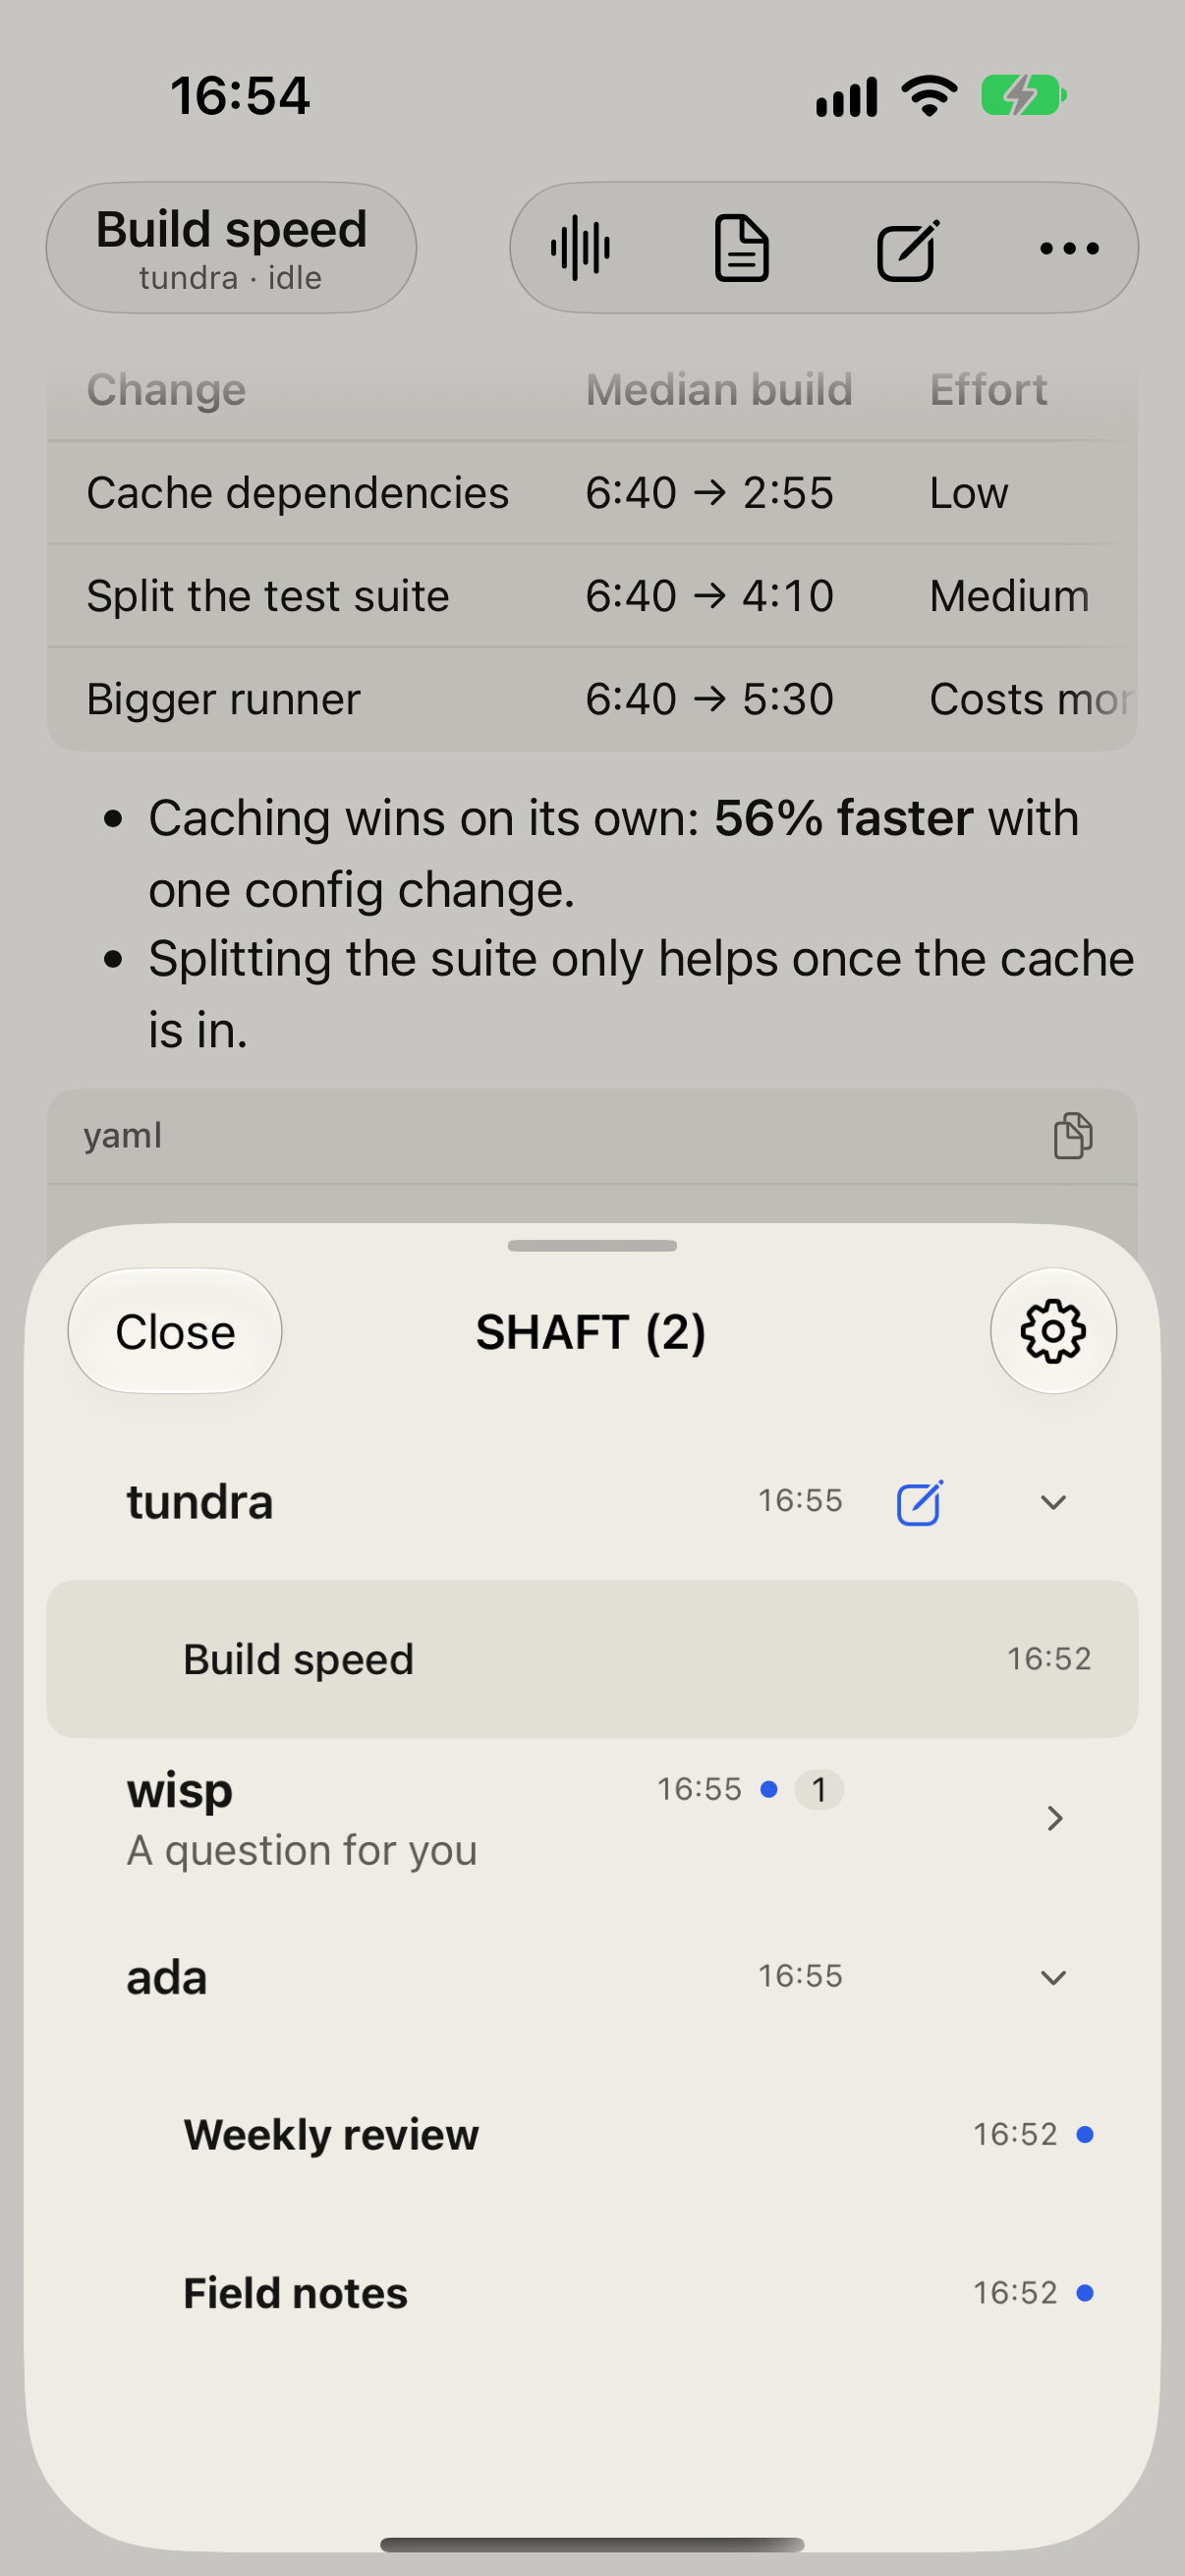 16:54
Build speed
tundra · idle
Change Median build Effort
Cache dependencies 6:40 → 2:55 Low
Split the test suite 6:40 → 4:10 Medium
Bigger runner 6:40 → 5:30 Costs mor
• Caching wins on its own: 56% faster with
one config change.
• Splitting the suite only helps once the cache
is in.
yaml
Close SHAFT (2)
tundra 16:55
Build speed 16:52
wisp 16:55 1
A question for you
ada 16:55
Weekly review 16:52
Field notes 16:52